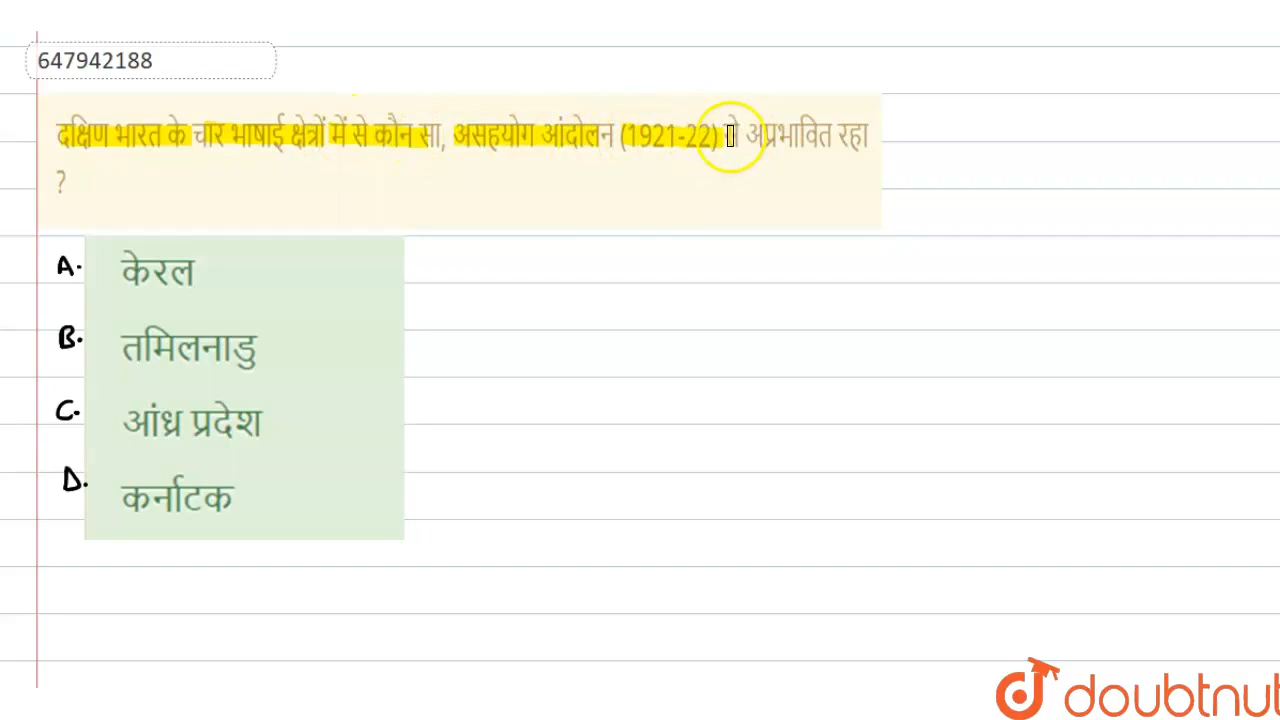 647942188
दक्षिण भारत के चार भाषाई क्षेत्रों में से कौन सा, असहयोग आंदोलन (1921-22) से अप्रभावित रहा
?
A. केरल
B. तमिलनाडु
C. आंध्र प्रदेश
D. कर्नाटक
doubtnut